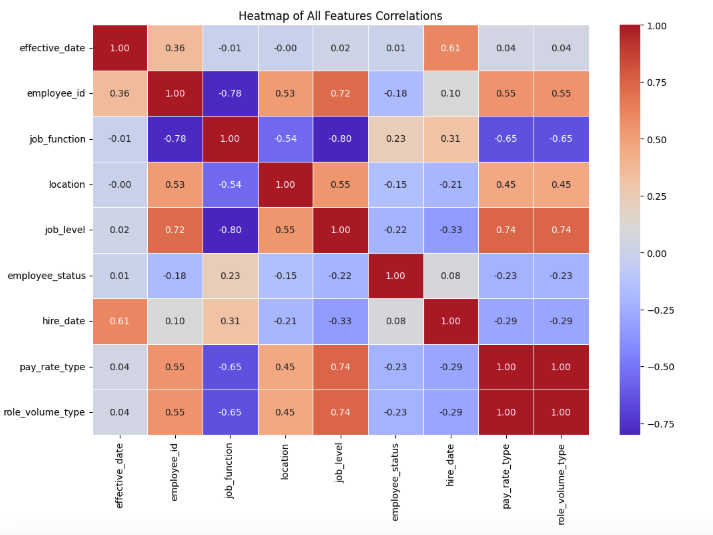 Heatmap of All Features Correlations
effective_date 1.00 0.36 -0.01 -0.00 0.02 0.01 0.61 0.04 0.04
employee_id 0.36 1.00 -0.78 0.53 0.72 -0.18 0.10 0.55 0.55
job_function -0.01 -0.78 1.00 -0.54 -0.80 0.23 0.31 -0.65 -0.65
location -0.00 0.53 -0.54 1.00 0.55 -0.15 -0.21 0.45 0.45
job_level 0.02 0.72 -0.80 0.55 1.00 -0.22 -0.33 0.74 0.74
employee_status 0.01 -0.18 0.23 -0.15 -0.22 1.00 0.08 -0.23 -0.23
hire_date 0.61 0.10 0.31 -0.21 -0.33 0.08 1.00 -0.29 -0.29
pay_rate_type 0.04 0.55 -0.65 0.45 0.74 -0.23 -0.29 1.00 1.00
role_volume_type 0.04 0.55 -0.65 0.45 0.74 -0.23 -0.29 1.00 1.00
effective_date
employee_id
job_function
location
job_level
employee_status
hire_date
pay_rate_type
role_volume_type
1.00
0.75
0.50
0.25
0.00
−0.25
−0.50
−0.75